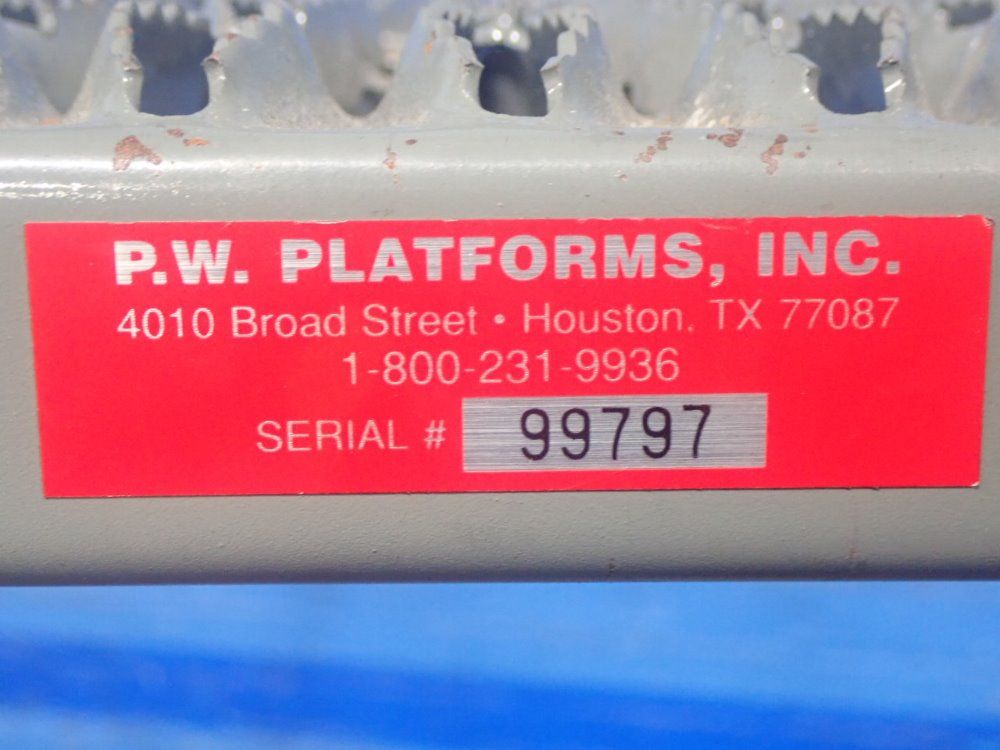 P.W. PLATFORMS, INC.
4010 Broad Street • Houston, TX 77087
1-800-231-9936
SERIAL # 99797